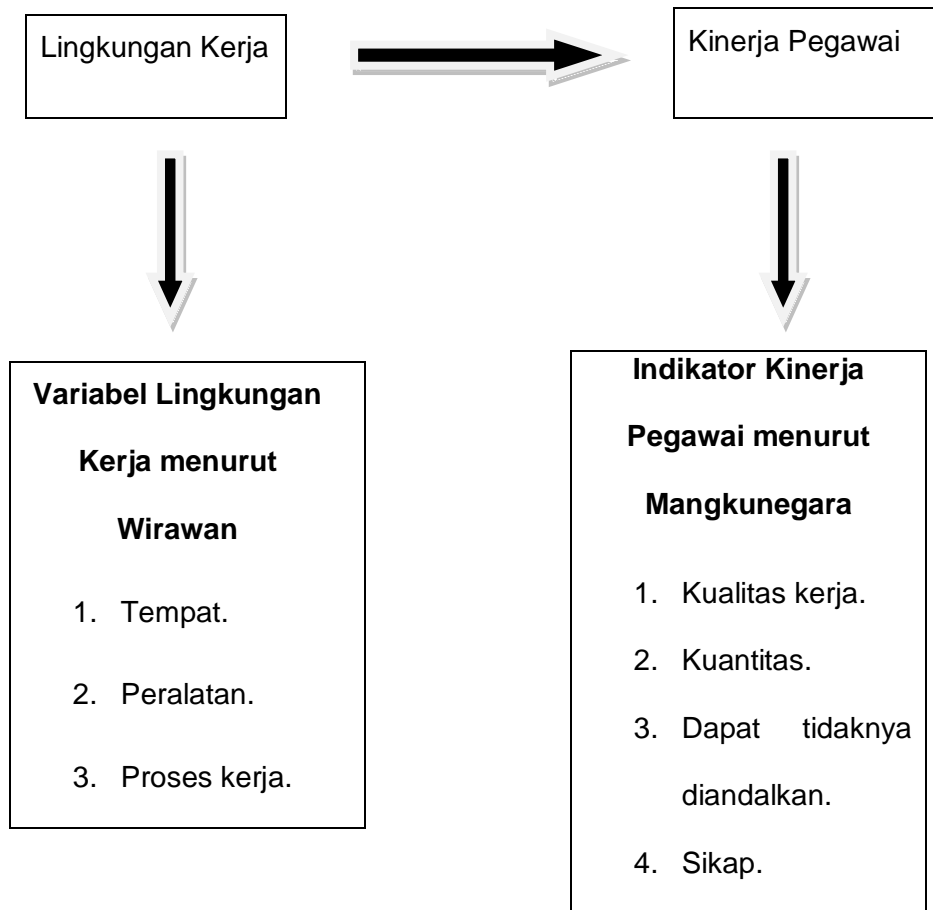 Lingkungan Kerja
Kinerja Pegawai
Variabel Lingkungan
Kerja menurut
Wirawan
1. Tempat.
2. Peralatan.
3. Proses kerja.
Indikator Kinerja
Pegawai menurut
Mangkunegara
1. Kualitas kerja.
2. Kuantitas.
3. Dapat tidaknya
diandalkan.
4. Sikap.